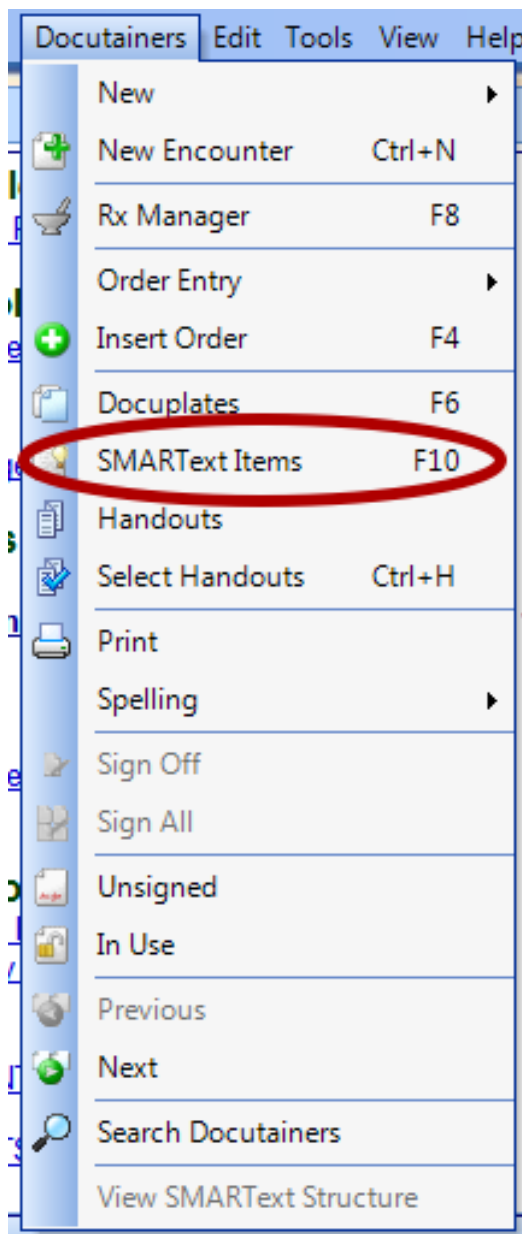 Docutainers Edit Tools View Help
New
New Encounter Ctrl+N
Rx Manager F8
Order Entry
Insert Order F4
Docuplates F6
SMARText Items F10
Handouts
Select Handouts Ctrl+H
Print
Spelling
Sign Off
Sign All
Unsigned
In Use
Previous
Next
Search Docutainers
View SMARText Structure